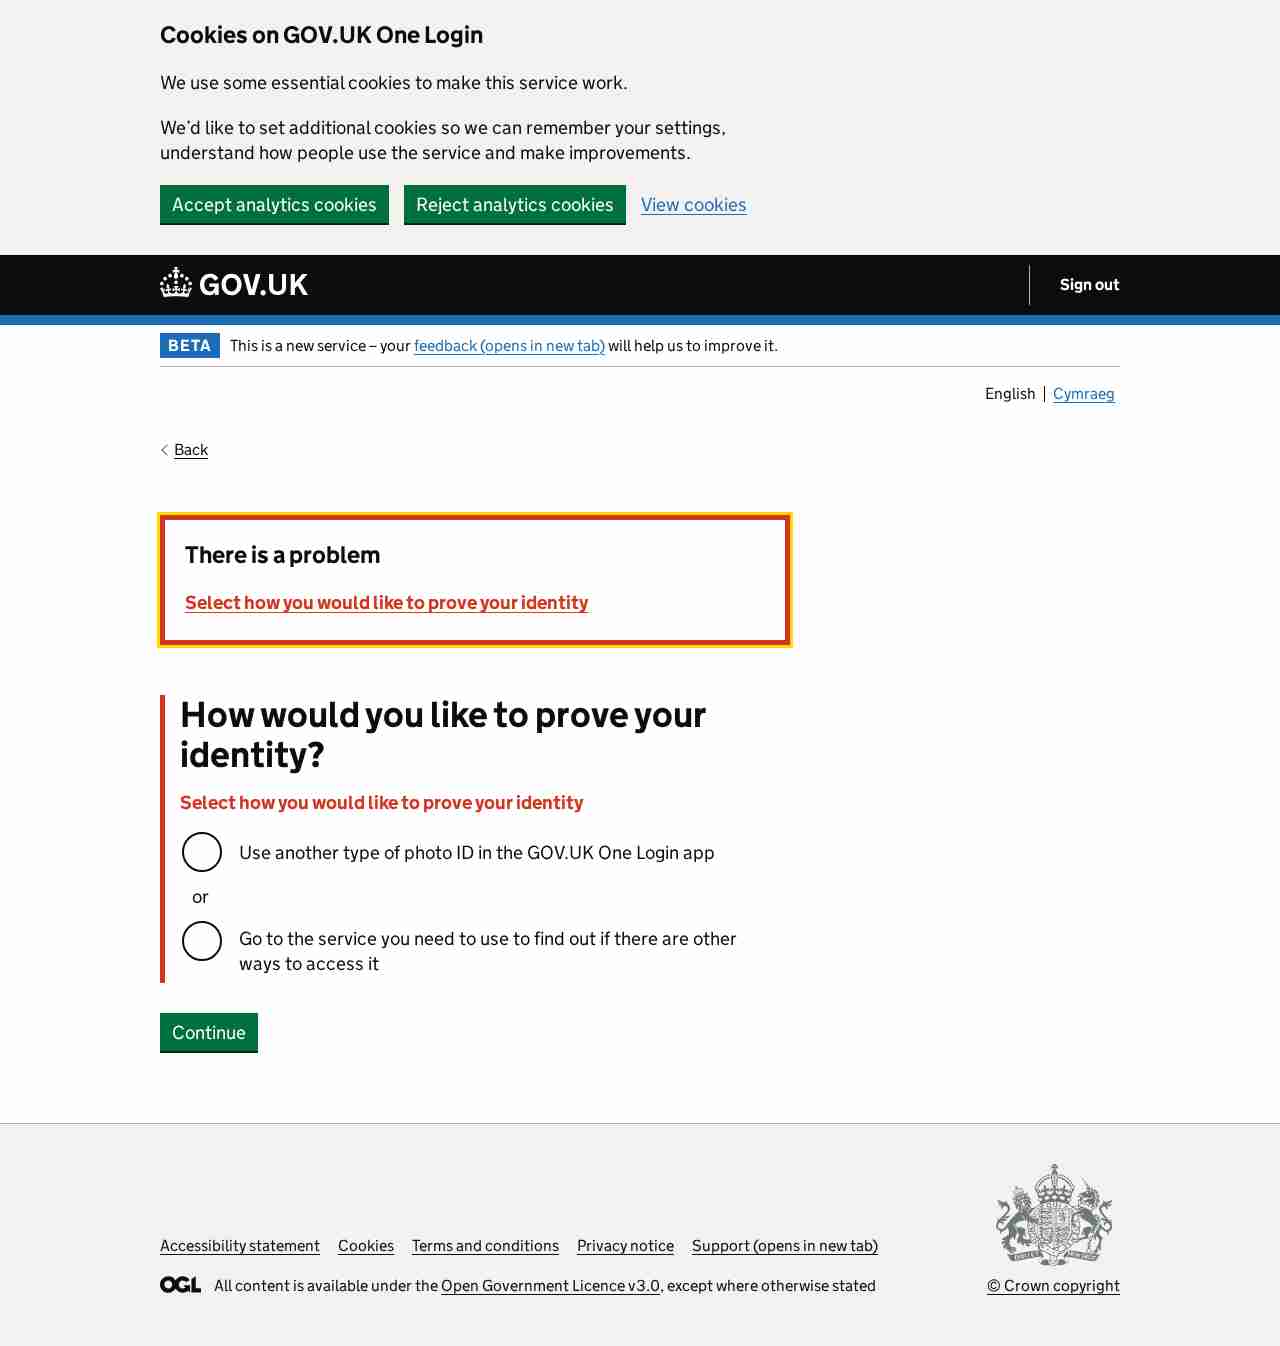 Cookies on GOV.UK One Login
We use some essential cookies to make this service work.
We’d like to set additional cookies so we can remember your settings,
understand how people use the service and make improvements.
Accept analytics cookies Reject analytics cookies View cookies
GOV.UK Sign out
BETA This is a new service – your feedback (opens in new tab) will help us to improve it.
English Cymraeg
Back
There is a problem
Select how you would like to prove your identity
How would you like to prove your
identity?
Select how you would like to prove your identity
Use another type of photo ID in the GOV.UK One Login app
or
Go to the service you need to use to find out if there are other
ways to access it
Continue
Accessibility statement Cookies Terms and conditions Privacy notice Support (opens in new tab)
OGL All content is available under the Open Government Licence v3.0, except where otherwise stated
© Crown copyright